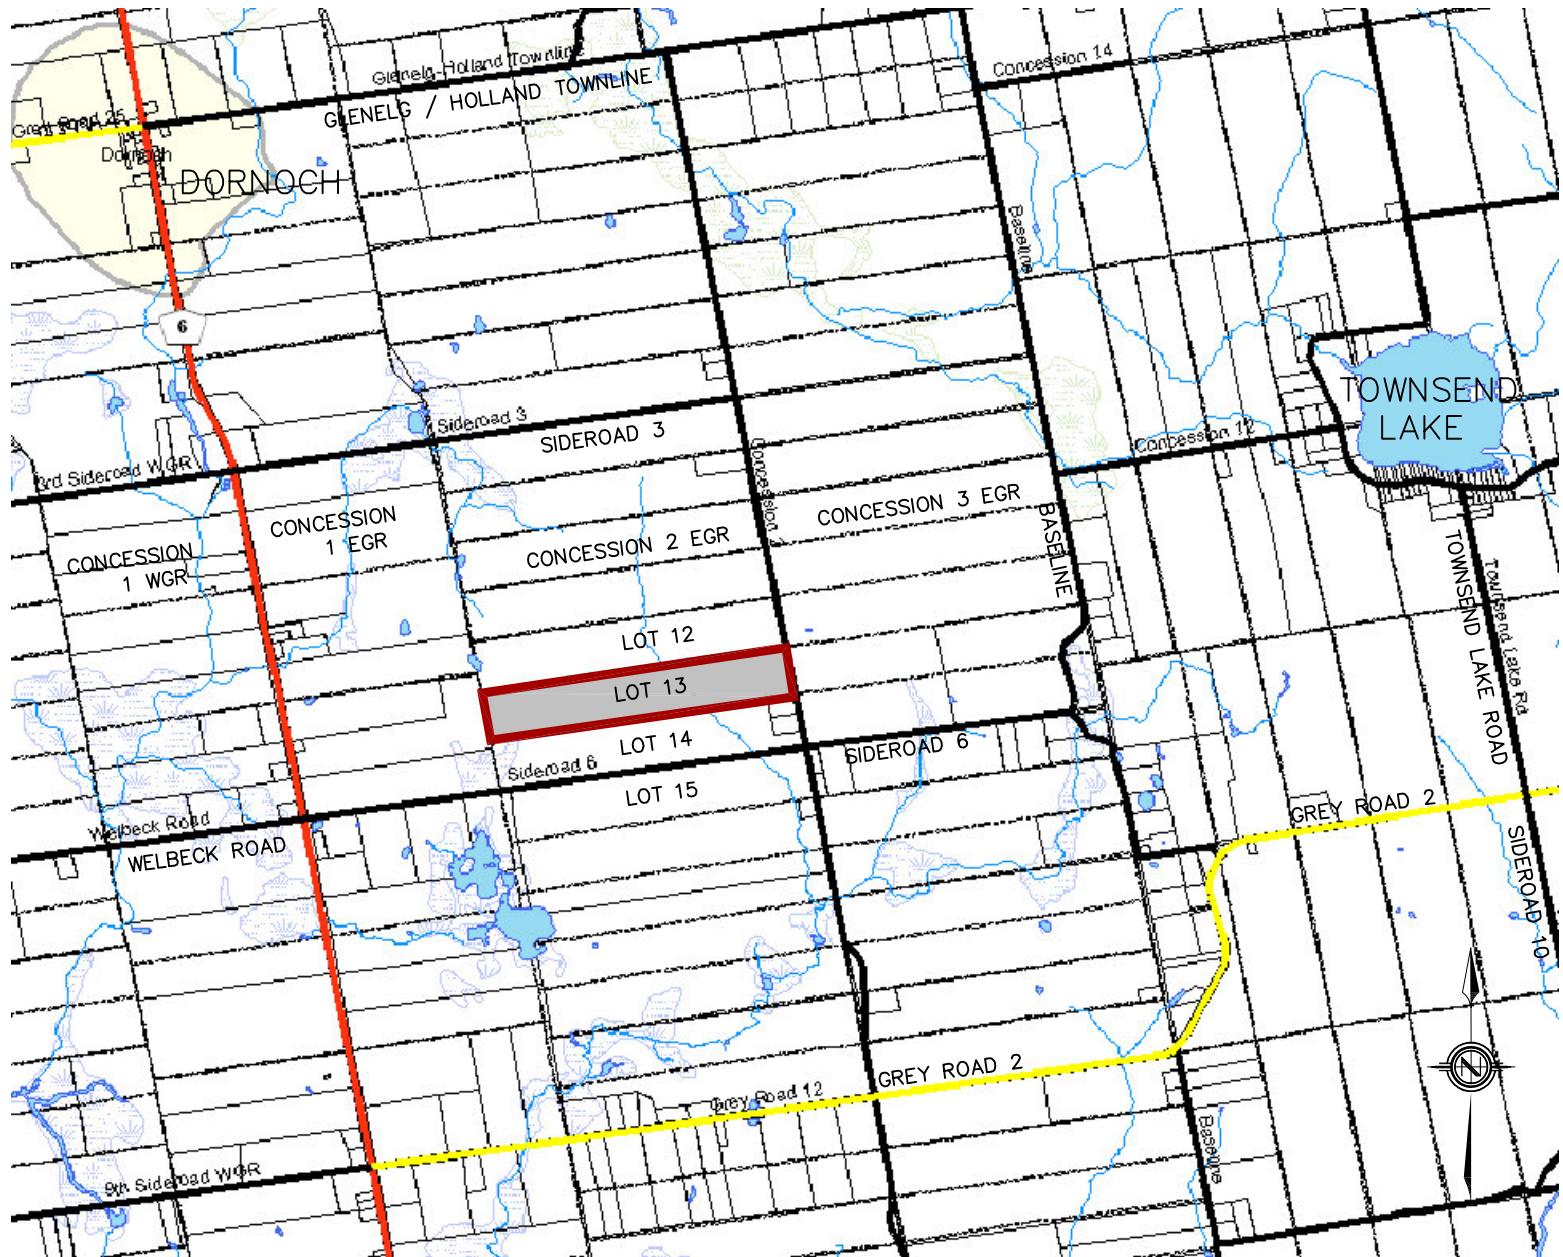 Concession 14
Glenelg-Holland Townline
GLENELG / HOLLAND TOWNLINE
Grey Road 25
Dornoch
DORNOCH
Baseline
6
TOWNSEND
LAKE
Sideroad 3
SIDEROAD 3
Concession 12
3rd Sideroad WGR
Concession 2
CONCESSION 3 EGR
CONCESSION
1 EGR
CONCESSION 2 EGR
CONCESSION
1 WGR
BASELINE
TOWNSEND LAKE ROAD
Townsend Lake Rd
LOT 12
LOT 13
LOT 14
SIDEROAD 6
Sideroad 6
LOT 15
GREY ROAD 2
Welbeck Road
WELBECK ROAD
SIDEROAD 10
N
GREY ROAD 2
Grey Road 12
Baseline
9th Sideroad WGR